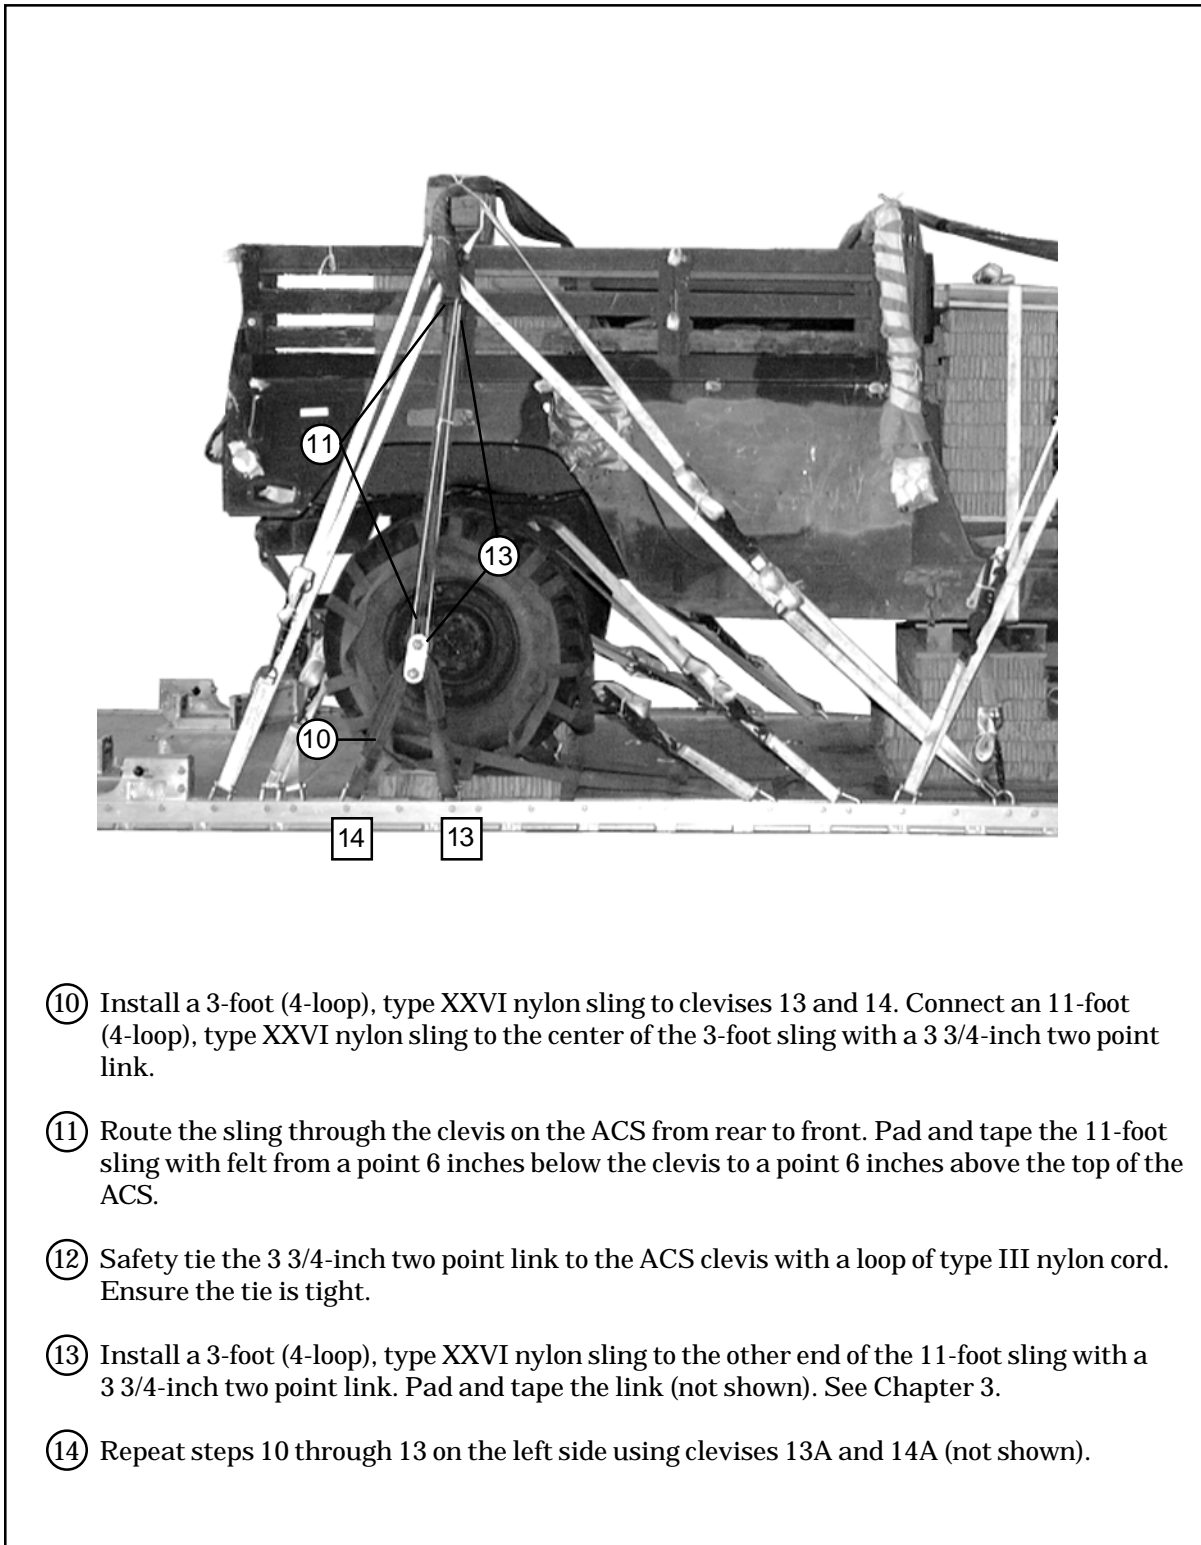 11
13
10
14
13
10 Install a 3-foot (4-loop), type XXVI nylon sling to clevises 13 and 14. Connect an 11-foot
(4-loop), type XXVI nylon sling to the center of the 3-foot sling with a 3 3/4-inch two point
link.
11 Route the sling through the clevis on the ACS from rear to front. Pad and tape the 11-foot
sling with felt from a point 6 inches below the clevis to a point 6 inches above the top of the
ACS.
12 Safety tie the 3 3/4-inch two point link to the ACS clevis with a loop of type III nylon cord.
Ensure the tie is tight.
13 Install a 3-foot (4-loop), type XXVI nylon sling to the other end of the 11-foot sling with a
3 3/4-inch two point link. Pad and tape the link (not shown). See Chapter 3.
14 Repeat steps 10 through 13 on the left side using clevises 13A and 14A (not shown).